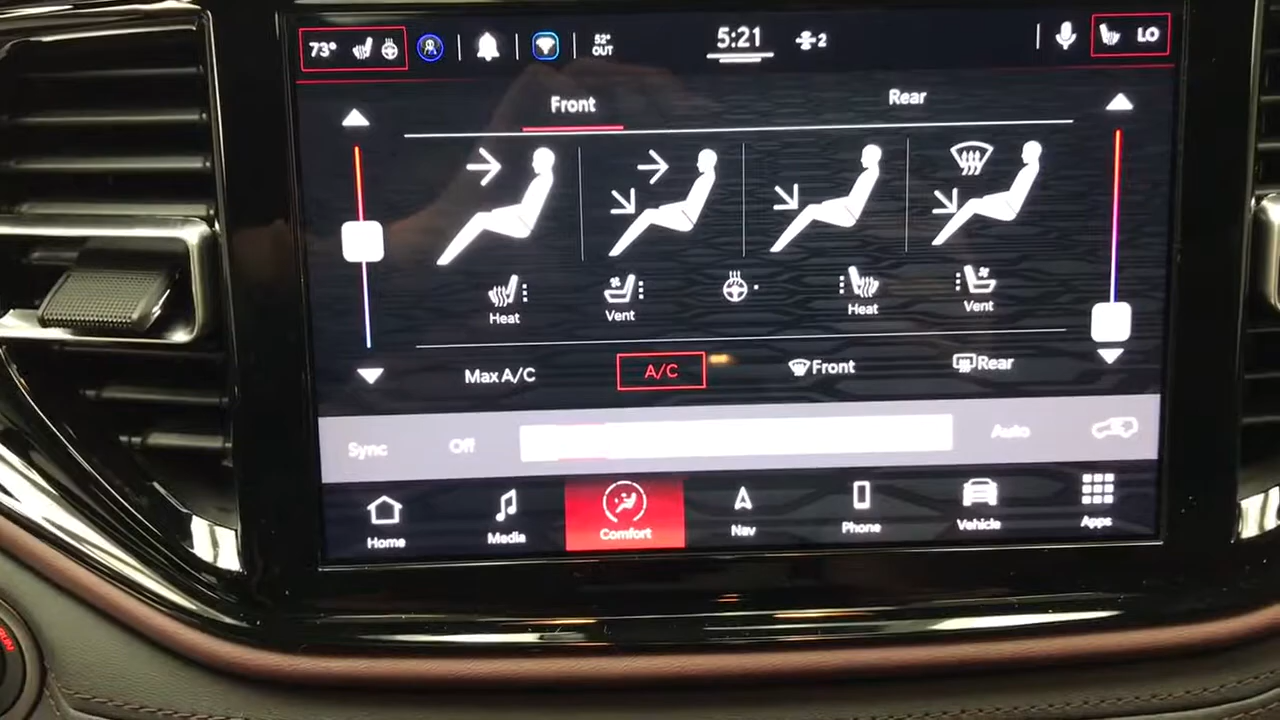 73°
52°
OUT
5:21
2
LO
Front
Rear
Heat
Vent
Heat
Vent
Max A/C
A/C
Front
Rear
Sync
Off
Auto
Home
Media
Comfort
Nav
Phone
Vehicle
Apps
RUN